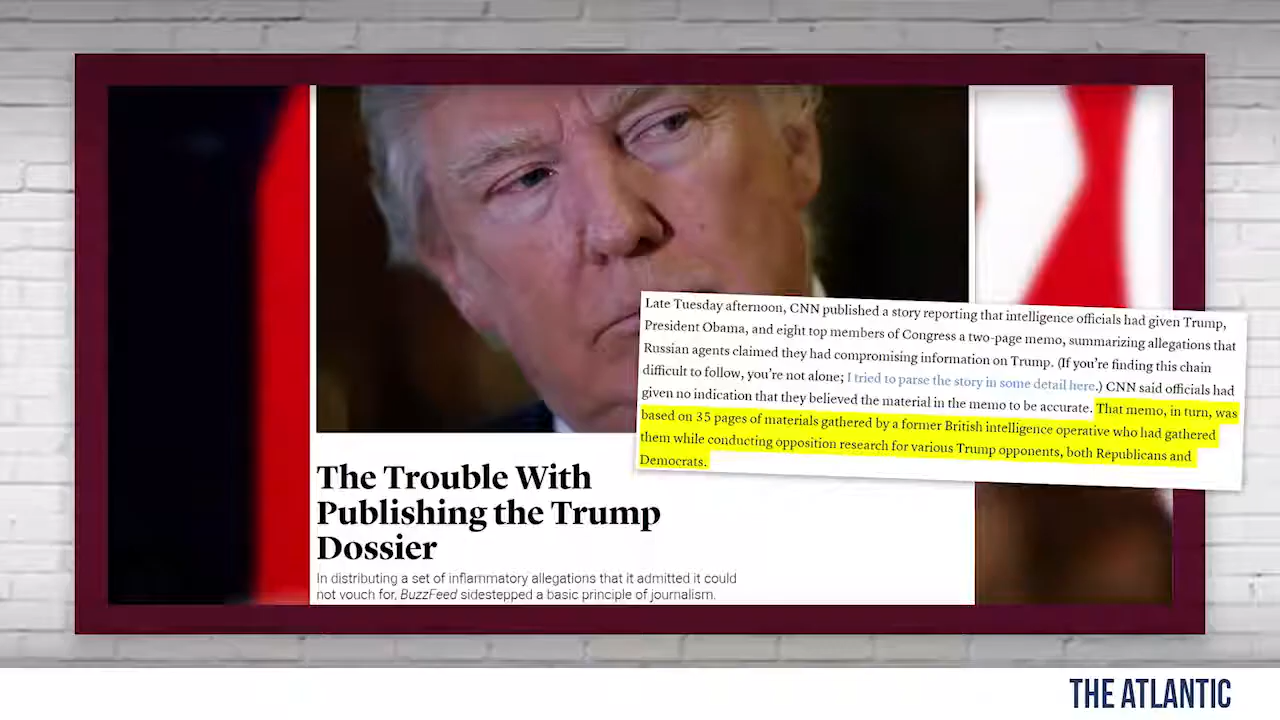 Late Tuesday afternoon, CNN published a story reporting that intelligence officials had given Trump,
President Obama, and eight top members of Congress a two-page memo, summarizing allegations that
Russian agents claimed they had compromising information on Trump. (If you're finding this chain
difficult to follow, you're not alone; I tried to parse the story in some detail here.) CNN said officials had
given no indication that they believed the material in the memo to be accurate. That memo, in turn, was
based on 35 pages of materials gathered by a former British intelligence operative who had gathered
them while conducting opposition research for various Trump opponents, both Republicans and
Democrats.
The Trouble With
Publishing the Trump
Dossier
In distributing a set of inflammatory allegations that it admitted it could
not vouch for, BuzzFeed sidestepped a basic principle of journalism.
THE ATLANTIC